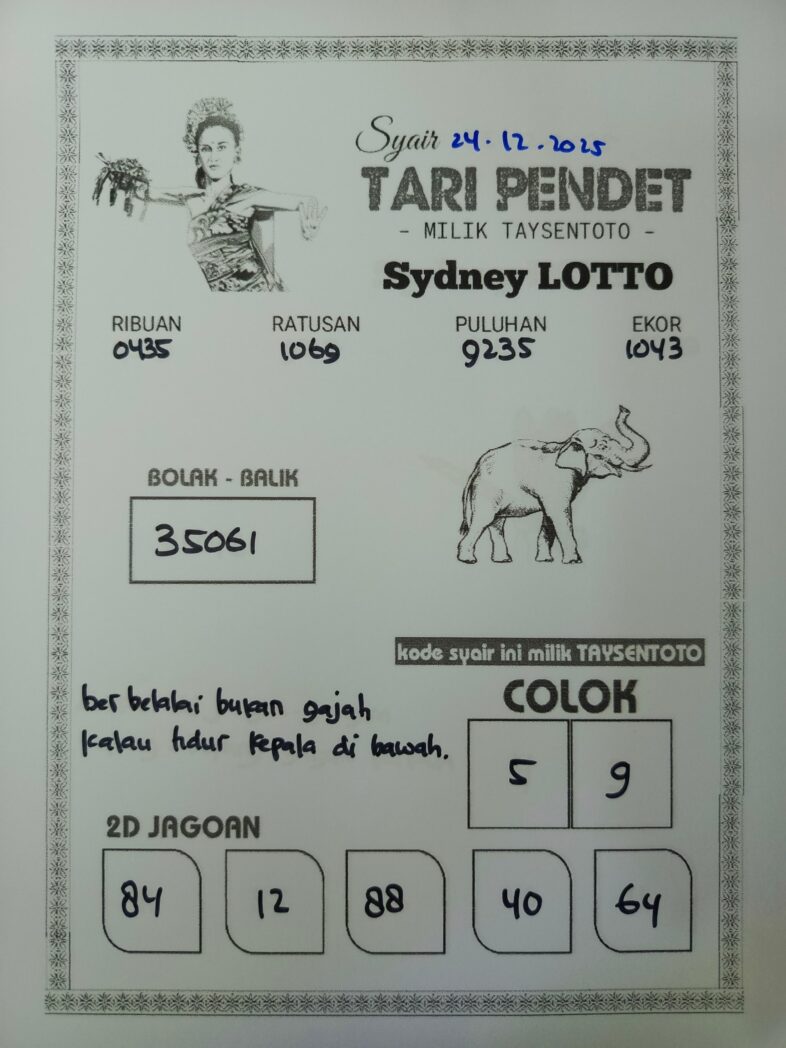 Syair 24.12.2025
TARI PENDET
- MILIK TAYSENTOTO -
Sydney LOTTO
RIBUAN RATUSAN PULUHAN EKOR
0435 1069 9235 1043
BOLAK - BALIK
35061
kode syair ini milik TAYSENTOTO
COLOK
5 9
ber belalai bukan gajah
kalau tidur kepala di bawah.
2D JAGOAN
84 12 88 40 64